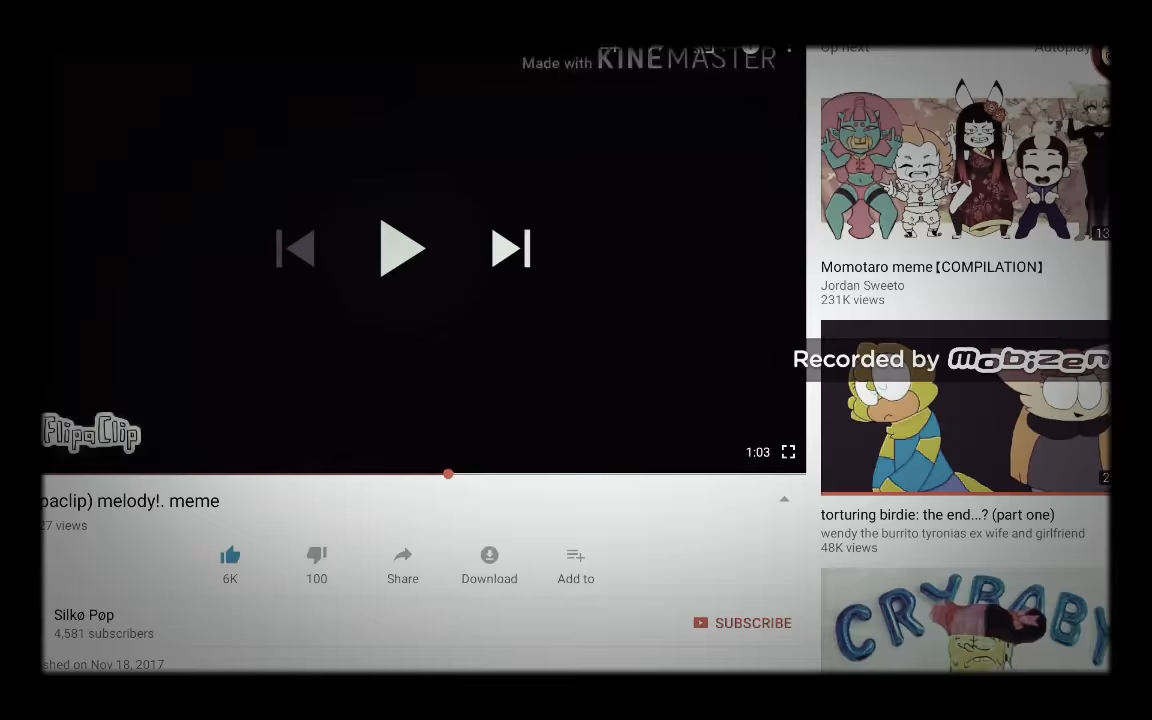 Up next
Autoplay
Made with KINEMASTER
13
Momotaro meme【COMPILATION】
Jordan Sweeto
231K views
Recorded by mobizen
FlipaClip
1:03
2
paclip) melody!. meme
27 views
torturing birdie: the end...? (part one)
wendy the burrito tyronias ex wife and girlfriend
48K views
6K
100
Share
Download
Add to
CRYBABY
Silkø Pøp
4,581 subscribers
SUBSCRIBE
shed on Nov 18, 2017